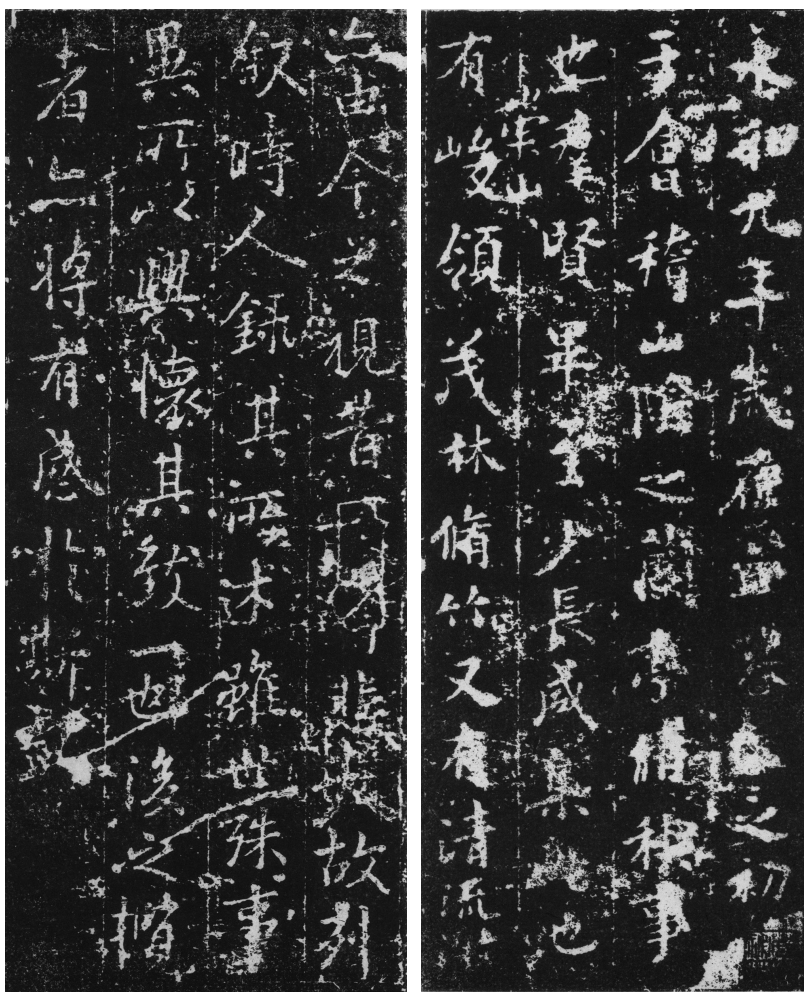 永和九年歲在癸丑暮春之初
于會稽山陰之蘭亭脩稧事
也羣賢畢至少長咸集此地
有崇山峻領茂林脩竹又有清流
亦由今之視昔悲夫故列
敘時人錄其所述雖世殊事
異所以興懷其致一也後之攬
者亦將有感於斯文